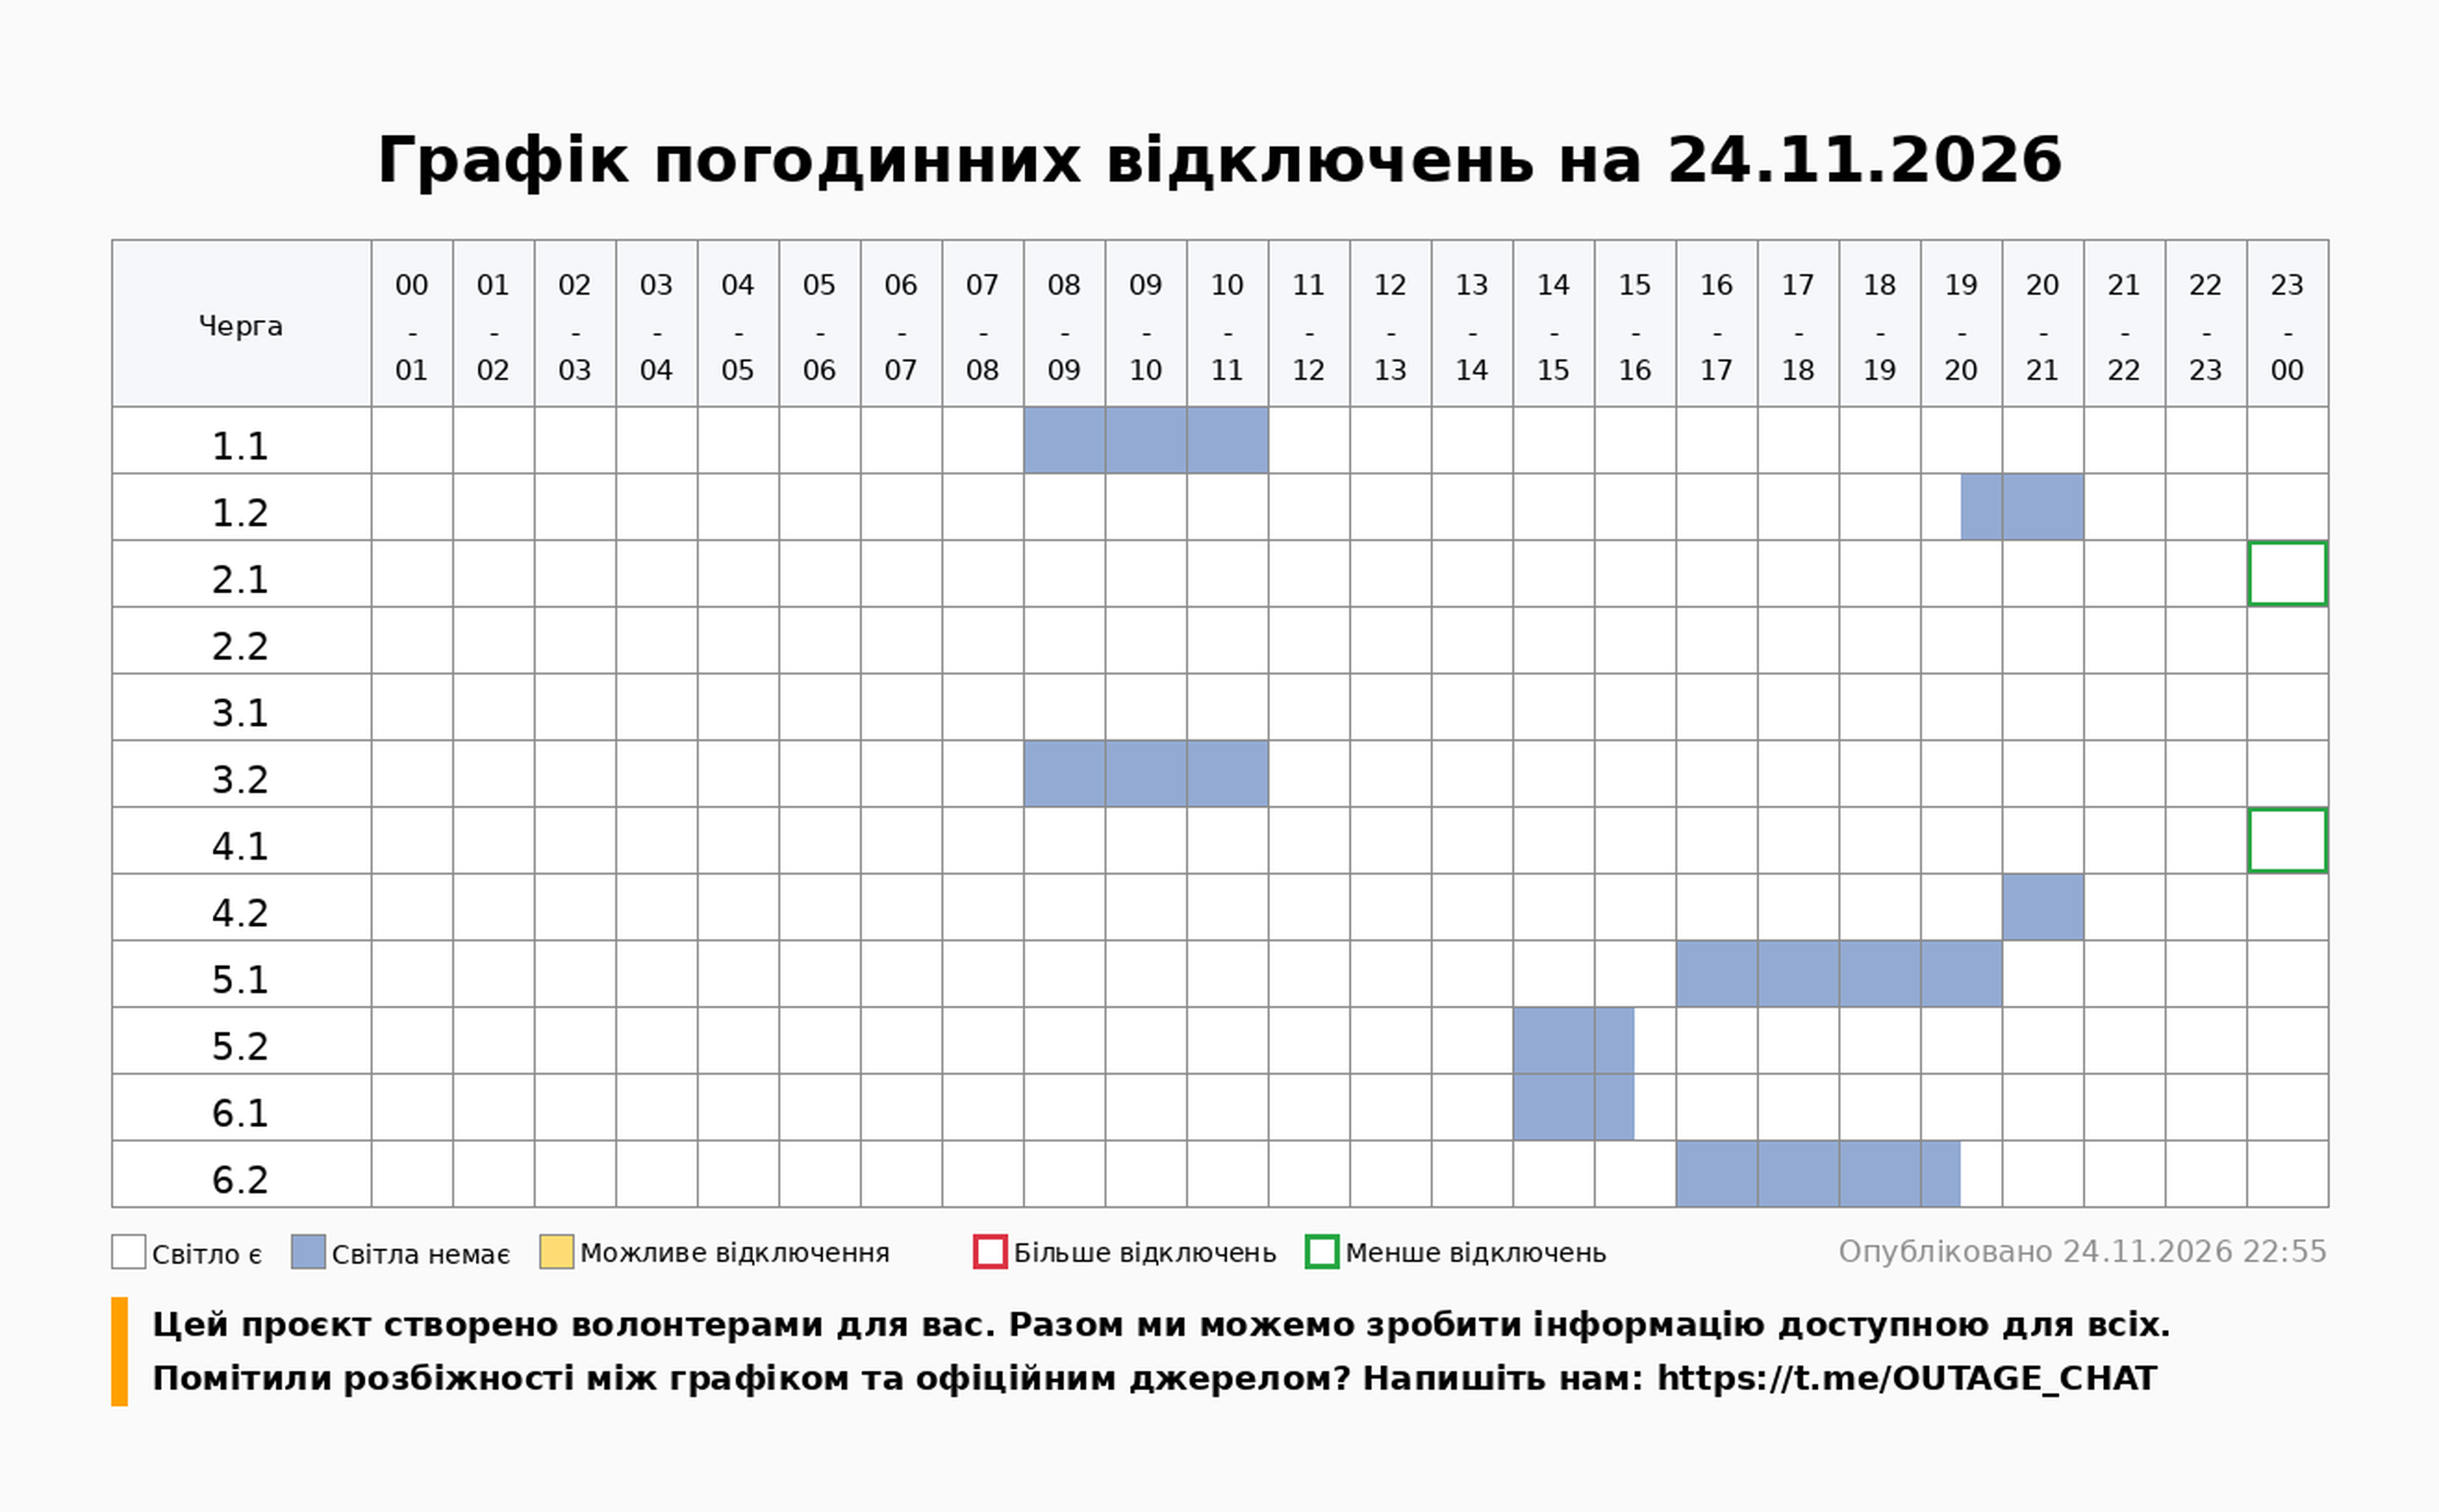 Графік погодинних відключень на 24.11.2026
Черга 00 - 01 01 - 02 02 - 03 03 - 04 04 - 05 05 - 06 06 - 07 07 - 08 08 - 09 09 - 10 10 - 11 11 - 12 12 - 13 13 - 14 14 - 15 15 - 16 16 - 17 17 - 18 18 - 19 19 - 20 20 - 21 21 - 22 22 - 23 23 - 00
1.1
1.2
2.1
2.2
3.1
3.2
4.1
4.2
5.1
5.2
6.1
6.2
Світло є Світла немає Можливе відключення Більше відключень Менше відключень Опубліковано 24.11.2026 22:55
Цей проєкт створено волонтерами для вас. Разом ми можемо зробити інформацію доступною для всіх.
Помітили розбіжності між графіком та офіційним джерелом? Напишіть нам: https://t.me/OUTAGE_CHAT